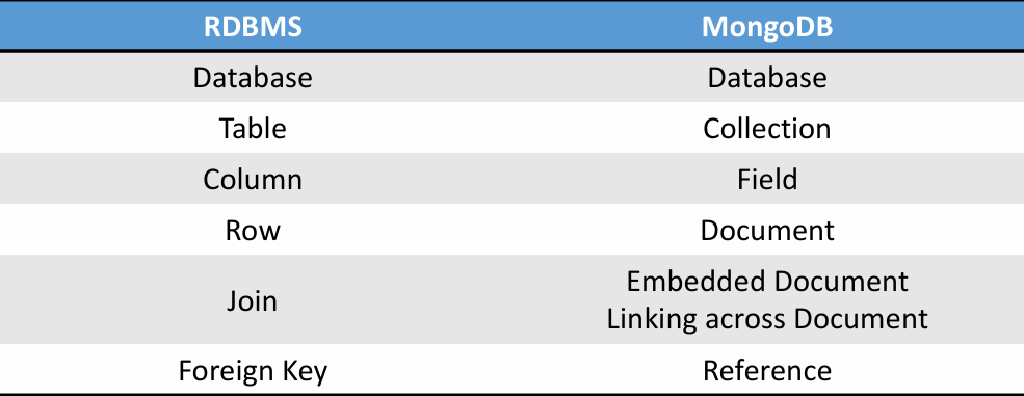 RDBMS MongoDB
Database Database
Table Collection
Column Field
Row Document
Join Embedded Document
Linking across Document
Foreign Key Reference